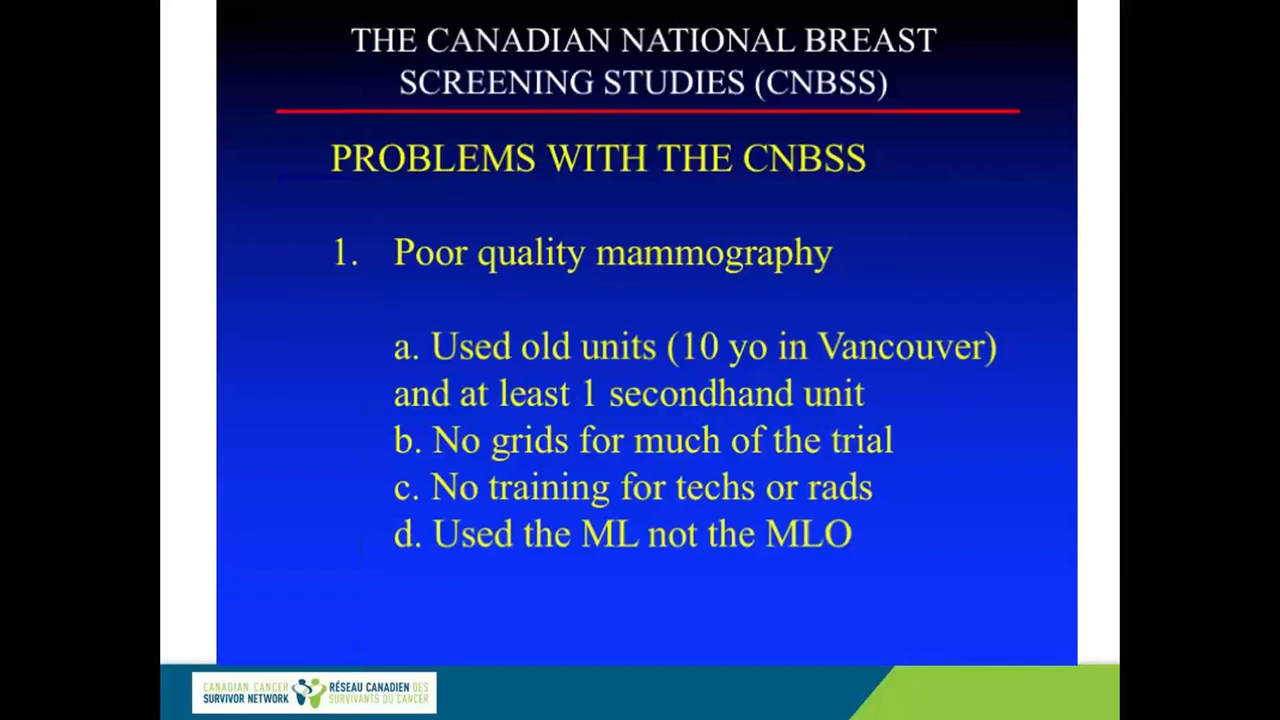 THE CANADIAN NATIONAL BREAST
SCREENING STUDIES (CNBSS)
PROBLEMS WITH THE CNBSS
1. Poor quality mammography
a. Used old units (10 yo in Vancouver)
and at least 1 secondhand unit
b. No grids for much of the trial
c. No training for techs or rads
d. Used the ML not the MLO
CANADIAN CANCER
SURVIVOR NETWORK
RÉSEAU CANADIEN DES
SURVIVANTS DU CANCER